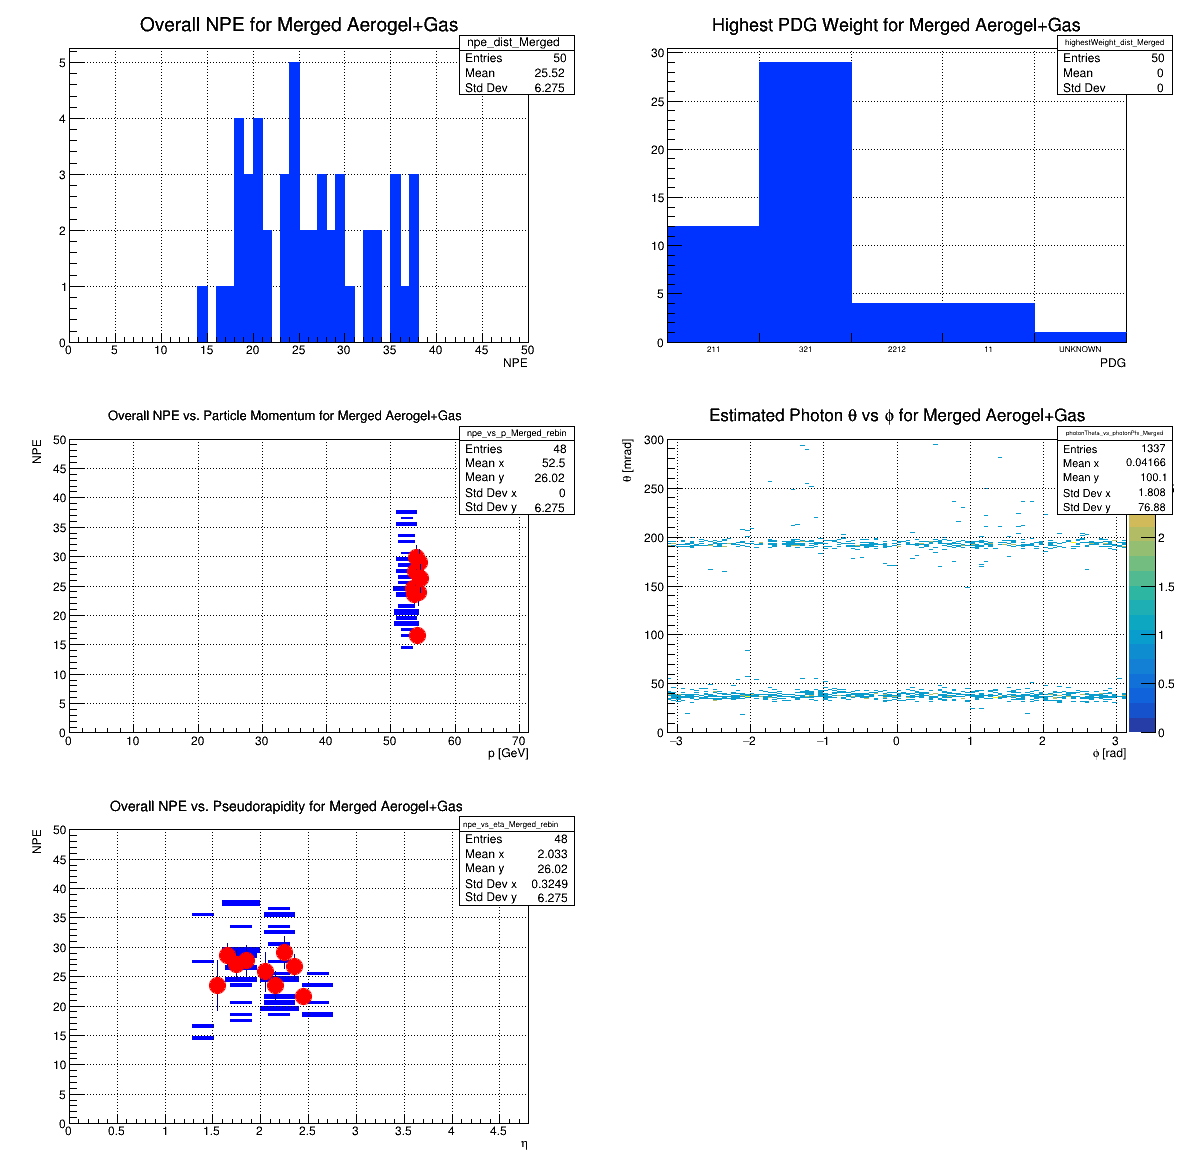 Overall NPE for Merged Aerogel+Gas
npe_dist_Merged
Entries 50
Mean 25.52
Std Dev 6.275
5
4
3
2
1
0
0 5 10 15 20 25 30 35 40 45 50
NPE
Highest PDG Weight for Merged Aerogel+Gas
highestWeight_dist_Merged
Entries 50
Mean 0
Std Dev 0
30
25
20
15
10
5
0
211 321 2212 11 UNKNOWN
PDG
Overall NPE vs. Particle Momentum for Merged Aerogel+Gas
npe_vs_p_Merged_rebin
Entries 48
Mean x 52.5
Mean y 26.02
Std Dev x 0
Std Dev y 6.275
NPE
50
45
40
35
30
25
20
15
10
5
0
0 10 20 30 40 50 60 70
p [GeV]
Estimated Photon θ vs ϕ for Merged Aerogel+Gas
photonTheta_vs_photonPhi_Merged
Entries 1337
Mean x 0.04166
Mean y 100.1
Std Dev x 1.808
Std Dev y 76.88
θ [mrad]
300
250
200
150
100
50
0
−3 −2 −1 0 1 2 3
ϕ [rad]
2
1.5
1
0.5
0
Overall NPE vs. Pseudorapidity for Merged Aerogel+Gas
npe_vs_eta_Merged_rebin
Entries 48
Mean x 2.033
Mean y 26.02
Std Dev x 0.3249
Std Dev y 6.275
NPE
50
45
40
35
30
25
20
15
10
5
0
0 0.5 1 1.5 2 2.5 3 3.5 4 4.5
η